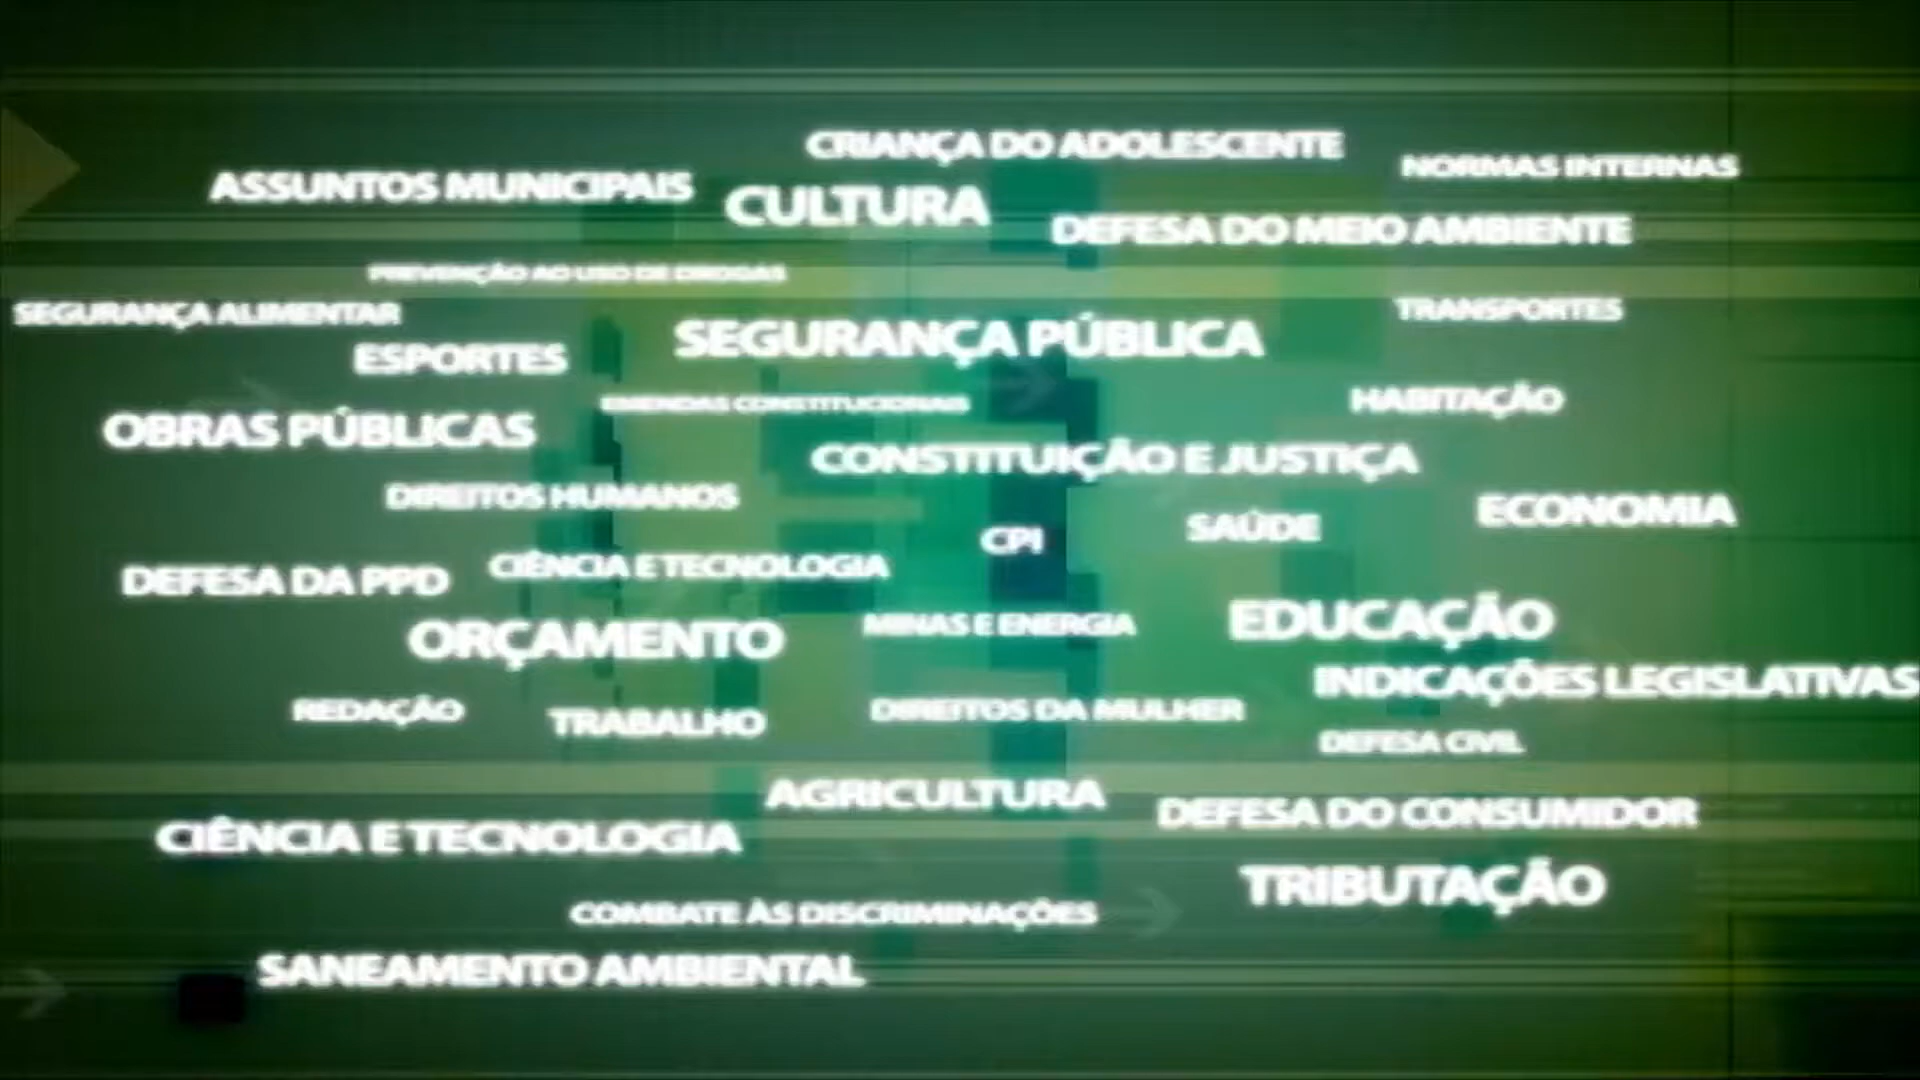 CRIANÇA DO ADOLESCENTE
NORMAS INTERNAS
ASSUNTOS MUNICIPAIS
CULTURA
DEFESA DO MEIO AMBIENTE
PREVENÇÃO AO USO DE DROGAS
SEGURANÇA ALIMENTAR
TRANSPORTES
SEGURANÇA PÚBLICA
ESPORTES
EMENDAS CONSTITUCIONAIS
HABITAÇÃO
OBRAS PÚBLICAS
CONSTITUIÇÃO E JUSTIÇA
DIREITOS HUMANOS
ECONOMIA
SAÚDE
CPI
CIÊNCIA E TECNOLOGIA
DEFESA DA PPD
EDUCAÇÃO
MINAS E ENERGIA
ORÇAMENTO
INDICAÇÕES LEGISLATIVAS
REDAÇÃO
DIREITOS DA MULHER
TRABALHO
DEFESA CIVIL
AGRICULTURA
DEFESA DO CONSUMIDOR
CIÊNCIA E TECNOLOGIA
TRIBUTAÇÃO
COMBATE ÀS DISCRIMINAÇÕES
SANEAMENTO AMBIENTAL